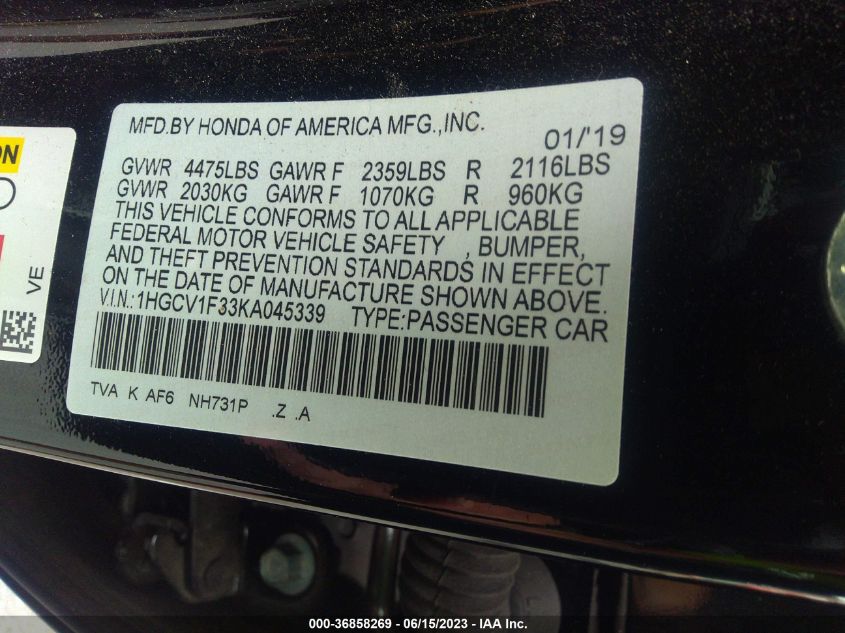 MFD.BY HONDA OF AMERICA MFG.,INC.
01/'19
GVWR 4475LBS GAWR F 2359LBS R 2116LBS
GVWR 2030KG GAWR F 1070KG R 960KG
THIS VEHICLE CONFORMS TO ALL APPLICABLE
FEDERAL MOTOR VEHICLE SAFETY , BUMPER,
AND THEFT PREVENTION STANDARDS IN EFFECT
ON THE DATE OF MANUFACTURE SHOWN ABOVE.
V.I.N.:1HGCV1F33KA045339 TYPE:PASSENGER CAR
TVA K AF6 NH731P .Z .A
VE
000-36858269 - 06/15/2023 - IAA Inc.